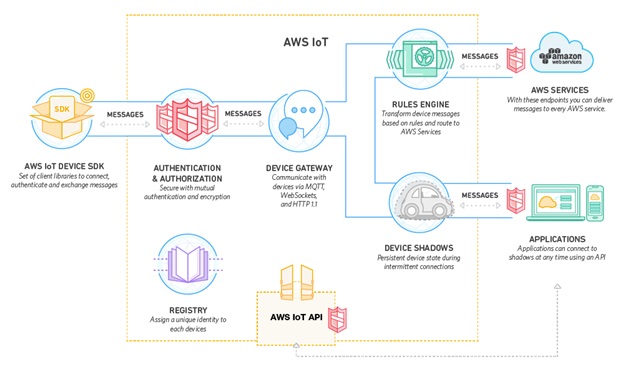 AWS IoT
SDK
MESSAGES
MESSAGES
MESSAGES
amazon
web services
AWS SERVICES
With these endpoints you can deliver
messages to every AWS service.
RULES ENGINE
Transform device messages
based on rules and route to
AWS Services
AWS IoT DEVICE SDK
Set of client libraries to connect,
authenticate and exchange messages
AUTHENTICATION
& AUTHORIZATION
Secure with mutual
authentication and encryption
DEVICE GATEWAY
Communicate with
devices via MQTT,
WebSockets,
and HTTP 1.1
MESSAGES
DEVICE SHADOWS
Persistent device state during
intermittent connections
APPLICATIONS
Applications can connect to
shadows at any time using an API
REGISTRY
Assign a unique identity to
each devices
AWS IoT API